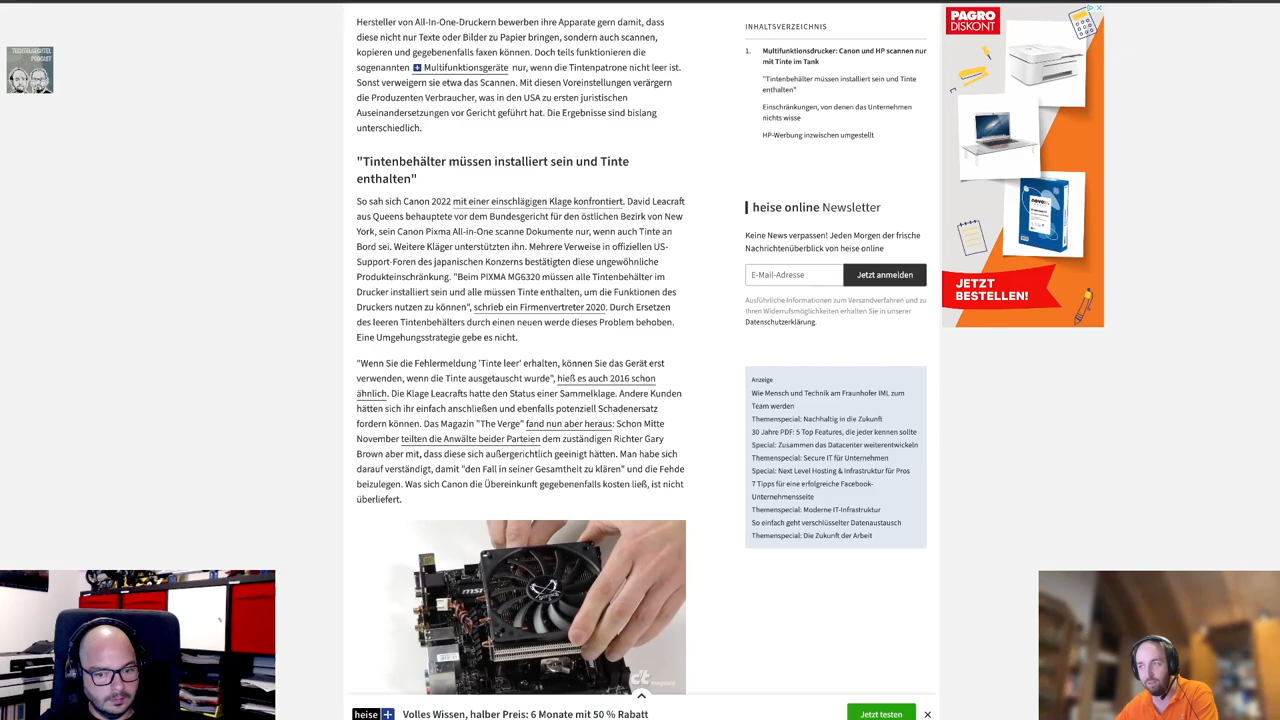 Hersteller von All-In-One-Druckern bewerben ihre Apparate gern damit, dass
diese nicht nur Texte oder Bilder zu Papier bringen, sondern auch scannen,
kopieren und gegebenenfalls faxen können. Doch teils funktionieren die
sogenannten Multifunktionsgeräte nur, wenn die Tintenpatrone nicht leer ist.
Sonst verweigern sie etwa das Scannen. Mit diesen Voreinstellungen verärgern
die Produzenten Verbraucher, was in den USA zu ersten juristischen
Auseinandersetzungen vor Gericht geführt hat. Die Ergebnisse sind bislang
unterschiedlich.
"Tintenbehälter müssen installiert sein und Tinte
enthalten"
So sah sich Canon 2022 mit einer einschlägigen Klage konfrontiert. David Leacraft
aus Queens behauptete vor dem Bundesgericht für den östlichen Bezirk von New
York, sein Canon Pixma All-in-One scanne Dokumente nur, wenn auch Tinte an
Bord sei. Weitere Kläger unterstützten ihn. Mehrere Verweise in offiziellen US-
Support-Foren des japanischen Konzerns bestätigten diese ungewöhnliche
Produkteinschränkung. "Beim PIXMA MG6320 müssen alle Tintenbehälter im
Drucker installiert sein und alle müssen Tinte enthalten, um die Funktionen des
Druckers nutzen zu können", schrieb ein Firmenvertreter 2020. Durch Ersetzen
des leeren Tintenbehälters durch einen neuen werde dieses Problem behoben.
Eine Umgehungsstrategie gebe es nicht.
"Wenn Sie die Fehlermeldung 'Tinte leer' erhalten, können Sie das Gerät erst
verwenden, wenn die Tinte ausgetauscht wurde", hieß es auch 2016 schon
ähnlich. Die Klage Leacrafts hatte den Status einer Sammelklage. Andere Kunden
hätten sich ihr einfach anschließen und ebenfalls potenziell Schadenersatz
fordern können. Das Magazin "The Verge" fand nun aber heraus: Schon Mitte
November teilten die Anwälte beider Parteien dem zuständigen Richter Gary
Brown aber mit, dass diese sich außergerichtlich geeinigt hätten. Man habe sich
darauf verständigt, damit "den Fall in seiner Gesamtheit zu klären" und die Fehde
beizulegen. Was sich Canon die Übereinkunft gegebenenfalls kosten ließ, ist nicht
überliefert.
msi
c't magazin
heise + Volles Wissen, halber Preis: 6 Monate mit 50 % Rabatt
Jetzt testen
INHALTSVERZEICHNIS
1. Multifunktionsdrucker: Canon und HP scannen nur
mit Tinte im Tank
"Tintenbehälter müssen installiert sein und Tinte
enthalten"
Einschränkungen, von denen das Unternehmen
nichts wisse
HP-Werbung inzwischen umgestellt
heise online Newsletter
Keine News verpassen! Jeden Morgen der frische
Nachrichtenüberblick von heise online
E-Mail-Adresse
Jetzt anmelden
Ausführliche Informationen zum Versandverfahren und zu
Ihren Widerrufsmöglichkeiten erhalten Sie in unserer
Datenschutzerklärung.
Anzeige
Wie Mensch und Technik am Fraunhofer IML zum
Team werden
Themenspecial: Nachhaltig in die Zukunft
30 Jahre PDF: 5 Top Features, die jeder kennen sollte
Special: Zusammen das Datacenter weiterentwickeln
Themenspecial: Secure IT für Unternehmen
Special: Next Level Hosting & Infrastruktur für Pros
7 Tipps für eine erfolgreiche Facebook-
Unternehmensseite
Themenspecial: Moderne IT-Infrastruktur
So einfach geht verschlüsselter Datenaustausch
Themenspecial: Die Zukunft der Arbeit
PAGRO
DISKONT
JETZT
BESTELLEN!
PODCAST